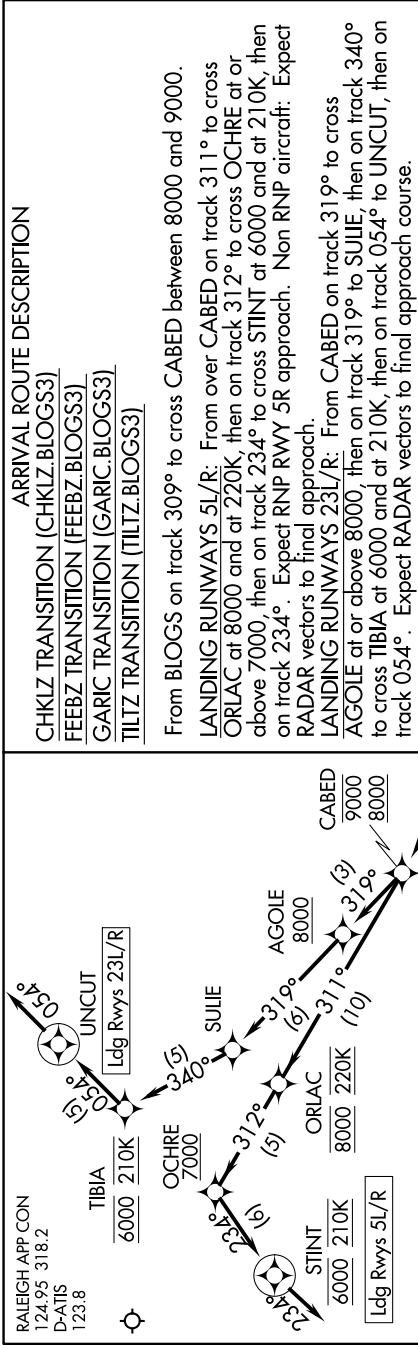 ARRIVAL ROUTE DESCRIPTION
CHKLZ TRANSITION (CHKLZ.BLOGS3)
FEEBZ TRANSITION (FEEBZ.BLOGS3)
GARIC TRANSITION (GARIC.BLOGS3)
TILTZ TRANSITION (TILTZ.BLOGS3)
From BLOGS on track 309° to cross CABED between 8000 and 9000.
LANDING RUNWAYS 5L/R: From over CABED on track 311° to cross
ORLAC at 8000 and at 220K, then on track 312° to cross OCHRE at or
above 7000, then on track 234° to cross STINT at 6000 and at 210K, then
on track 234°. Expect RNP RWY 5R approach. Non RNP aircraft: Expect
RADAR vectors to final approach.
LANDING RUNWAYS 23L/R: From CABED on track 319° to cross
AGOLE at or above 8000, then on track 319° to SULIE, then on track 340°
to cross TIBIA at 6000 and at 210K, then on track 054° to UNCUT, then on
track 054°. Expect RADAR vectors to final approach course.
RALEIGH APP CON
124.95 318.2
D-ATIS
123.8
054°
UNCUT
Ldg Rwys 23L/R
054°
(5)
TIBIA
6000 210K
340°
(5)
SULIE
319°
(6)
AGOLE
8000
319°
(3)
CABED
9000
8000
311°
(10)
ORLAC
8000 220K
312°
(5)
OCHRE
7000
234°
(6)
STINT
6000 210K
Ldg Rwys 5L/R
234°